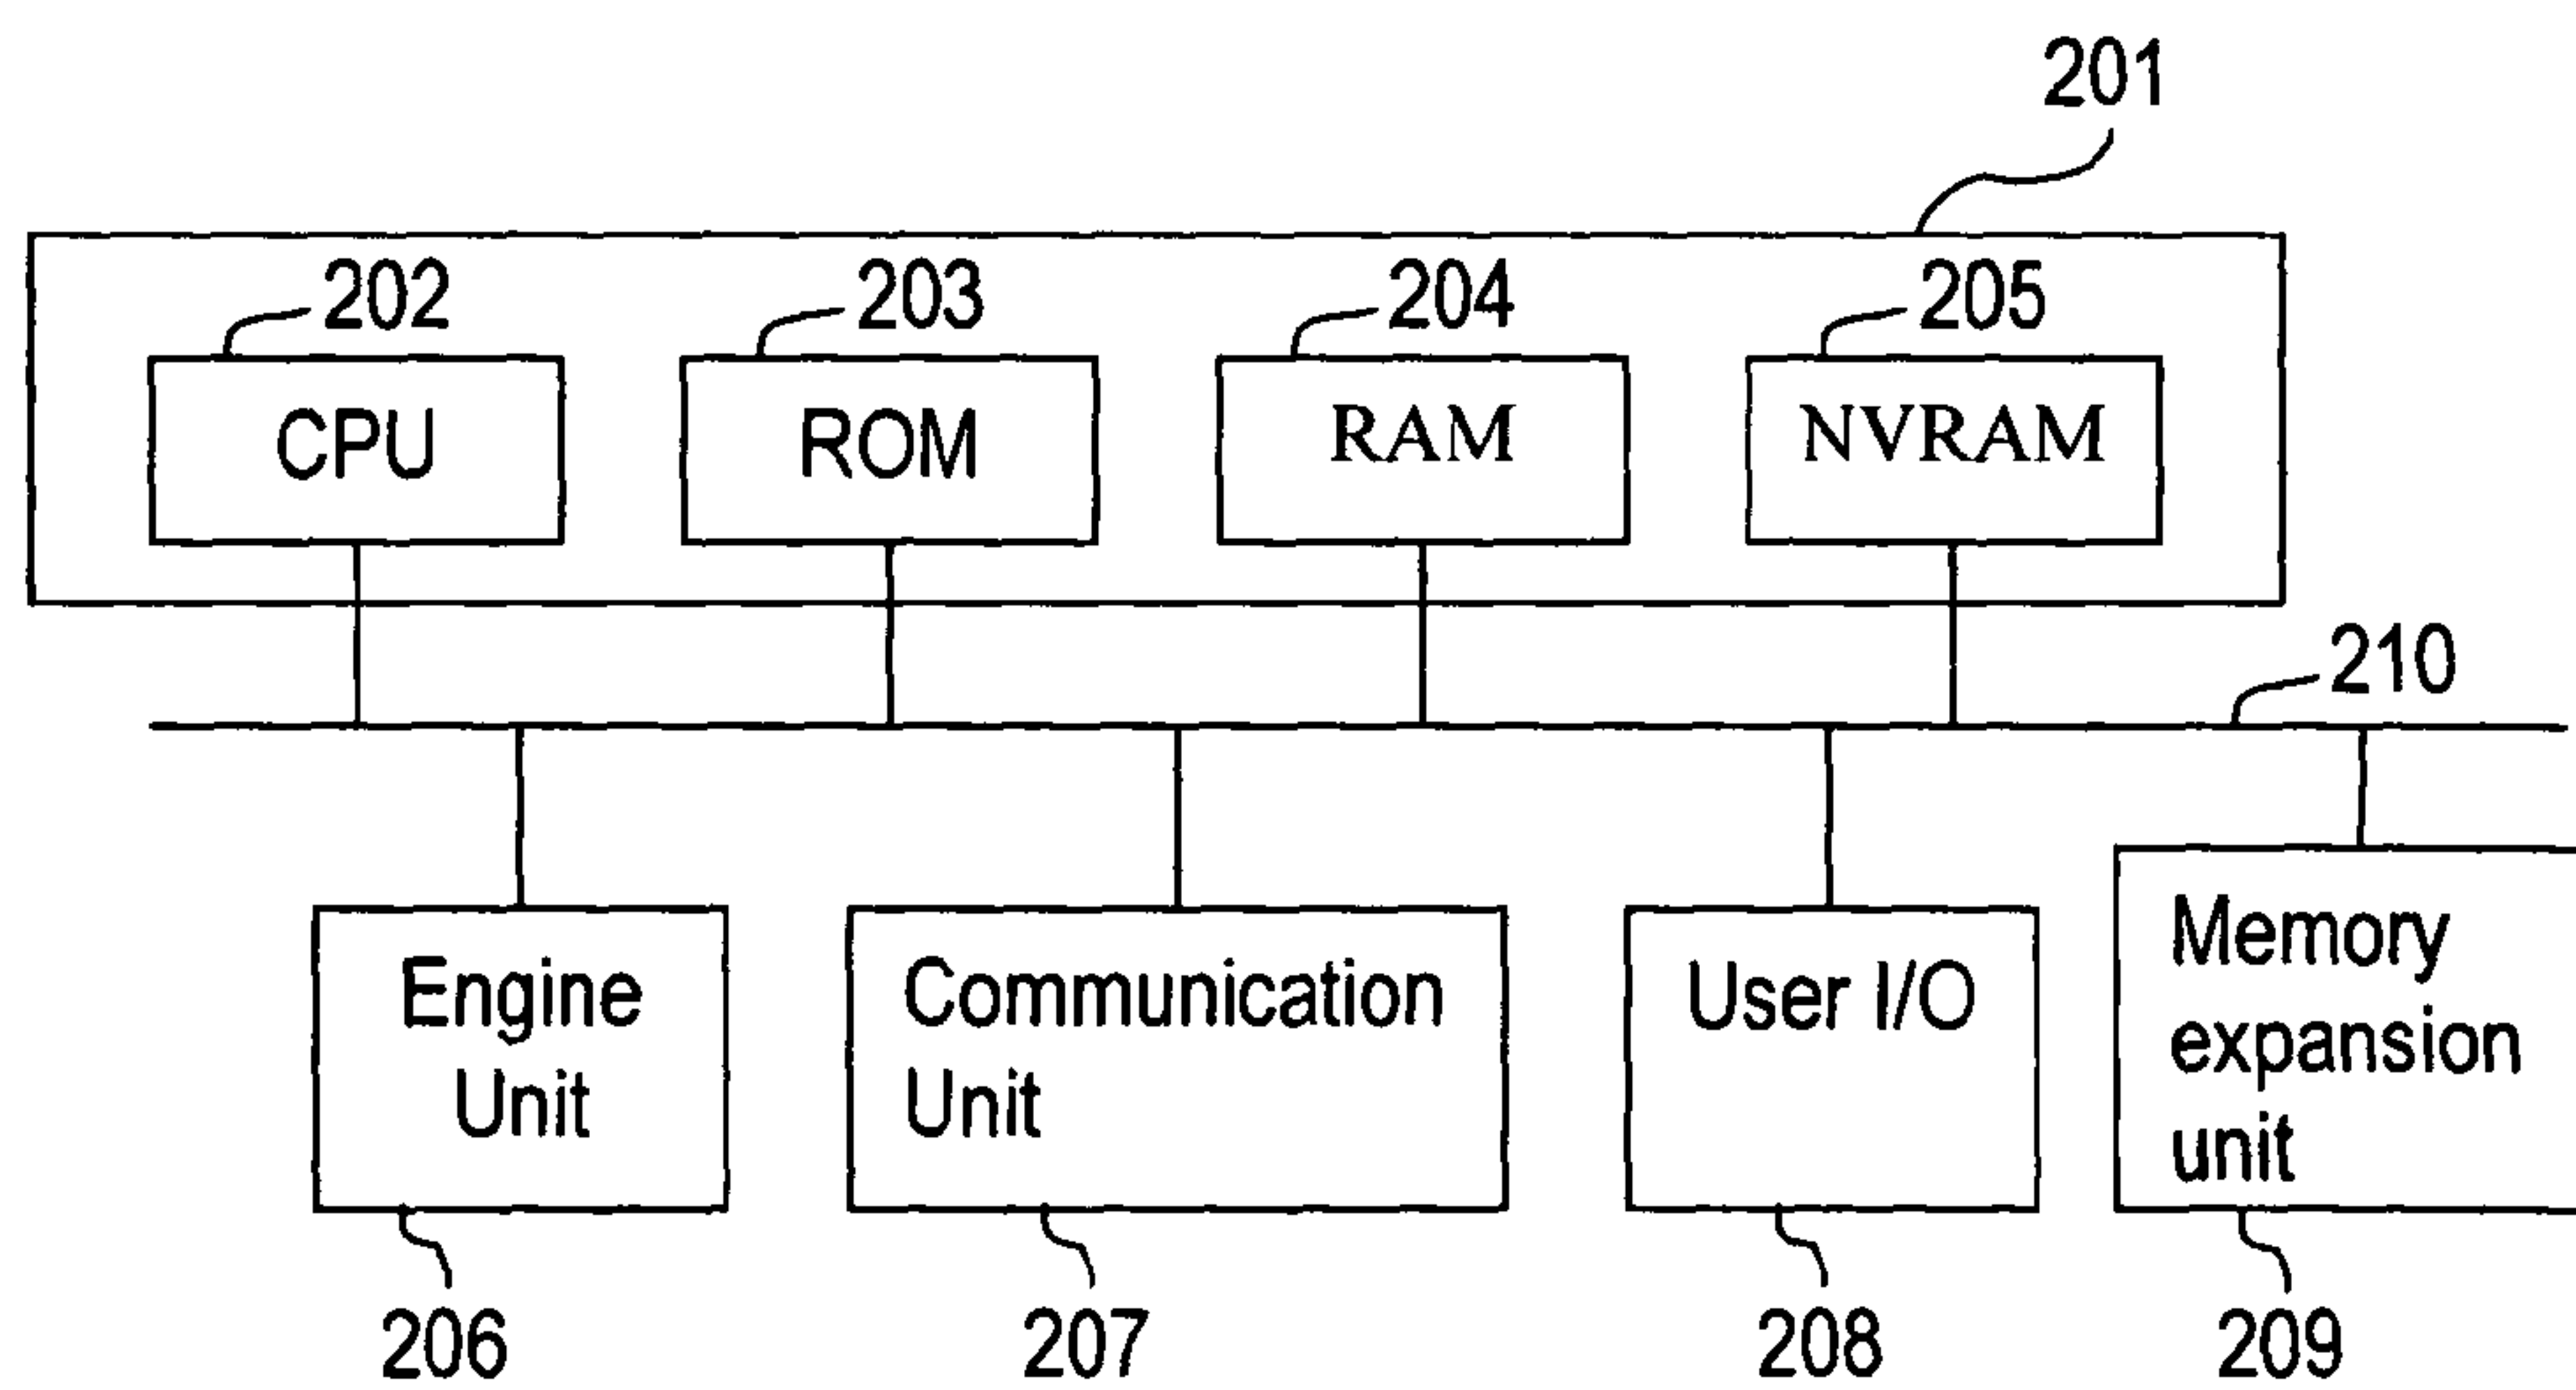 201
202
203
204
205
CPU
ROM
RAM
NVRAM
210
Engine
Unit
Communication
Unit
User I/O
Memory
expansion
unit
206
207
208
209